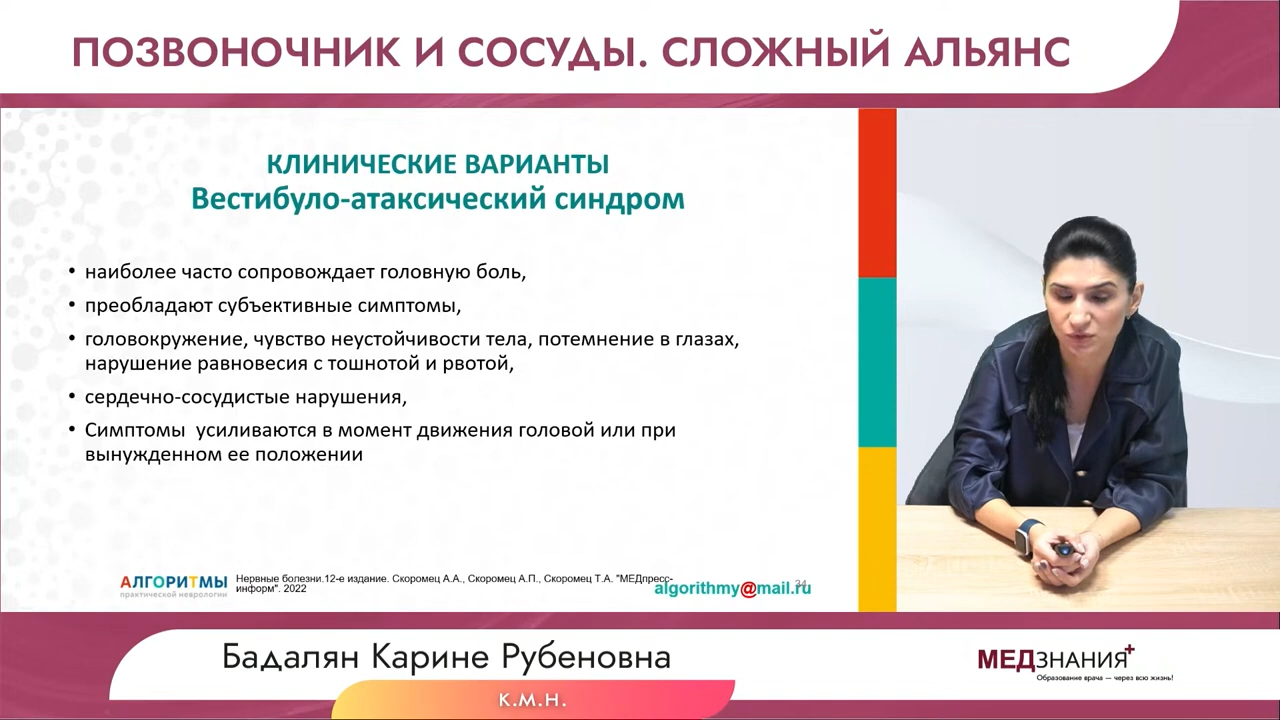 ПОЗВОНОЧНИК И СОСУДЫ. СЛОЖНЫЙ АЛЬЯНС
КЛИНИЧЕСКИЕ ВАРИАНТЫ
Вестибуло-атаксический синдром
• наиболее часто сопровождает головную боль,
• преобладают субъективные симптомы,
• головокружение, чувство неустойчивости тела, потемнение в глазах,
нарушение равновесия с тошнотой и рвотой,
• сердечно-сосудистые нарушения,
• Симптомы усиливаются в момент движения головой или при
вынужденном ее положении
АЛГОРИТМЫ
практической неврологии
Нервные болезни.12-е издание. Скоромец А.А., Скоромец А.П., Скоромец Т.А. "МЕДпресс-
информ". 2022
algorithmy@mail.ru
34
Бадалян Карине Рубеновна
к.м.н.
МЕДЗНАНИЯ+
Образование врача — через всю жизнь!